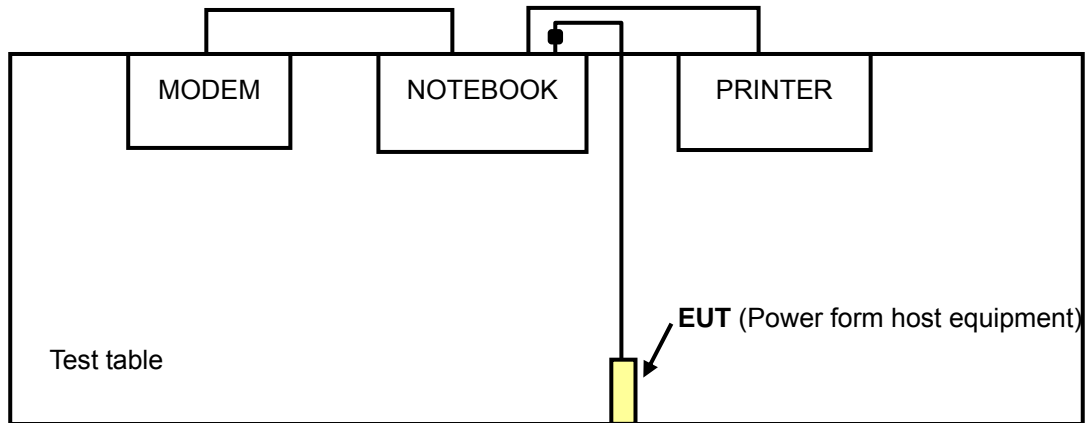 MODEM NOTEBOOK PRINTER
EUT (Power form host equipment)
Test table